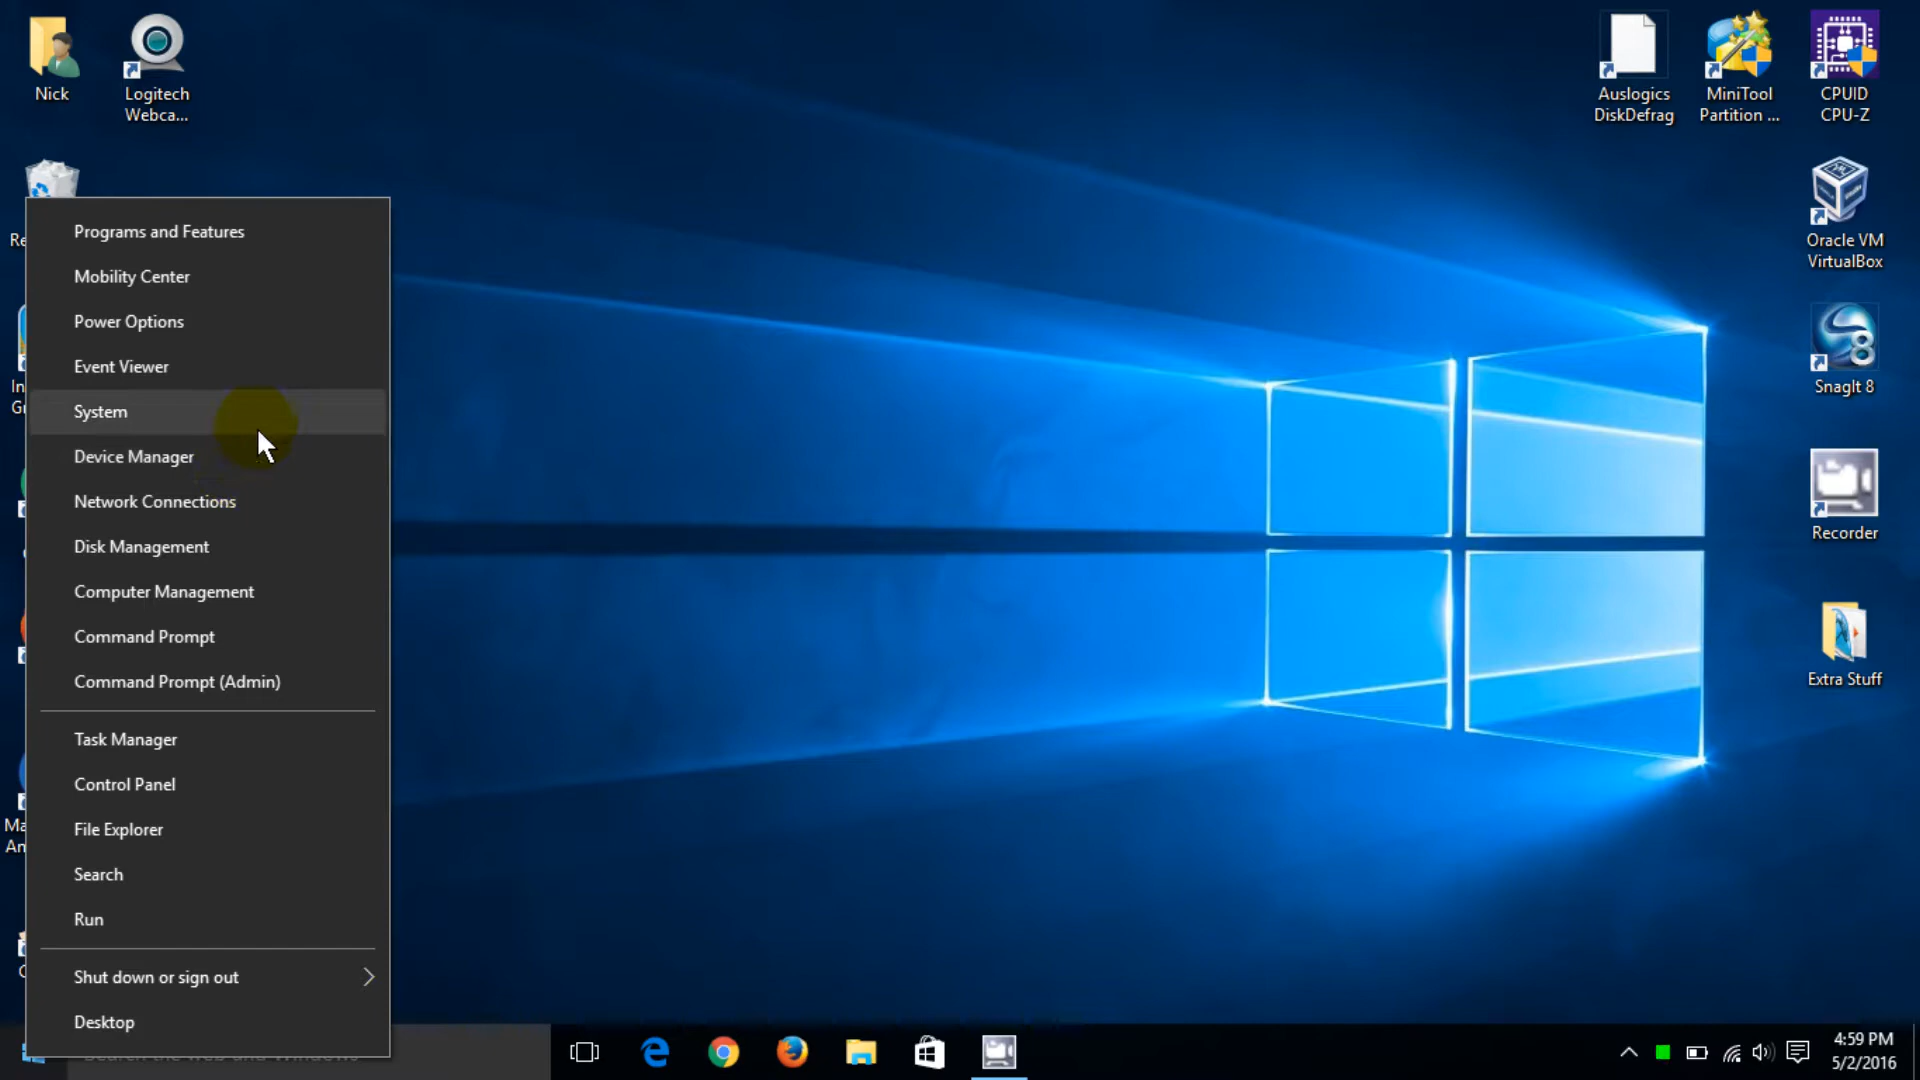 Nick
Logitech
Webca...
Auslogics
DiskDefrag
MiniTool
Partition ...
CPUID
CPU-Z
Oracle VM
VirtualBox
SnagIt 8
Recorder
Extra Stuff
Programs and Features
Mobility Center
Power Options
Event Viewer
System
Device Manager
Network Connections
Disk Management
Computer Management
Command Prompt
Command Prompt (Admin)
Task Manager
Control Panel
File Explorer
Search
Run
Shut down or sign out
Desktop
4:59 PM
5/2/2016